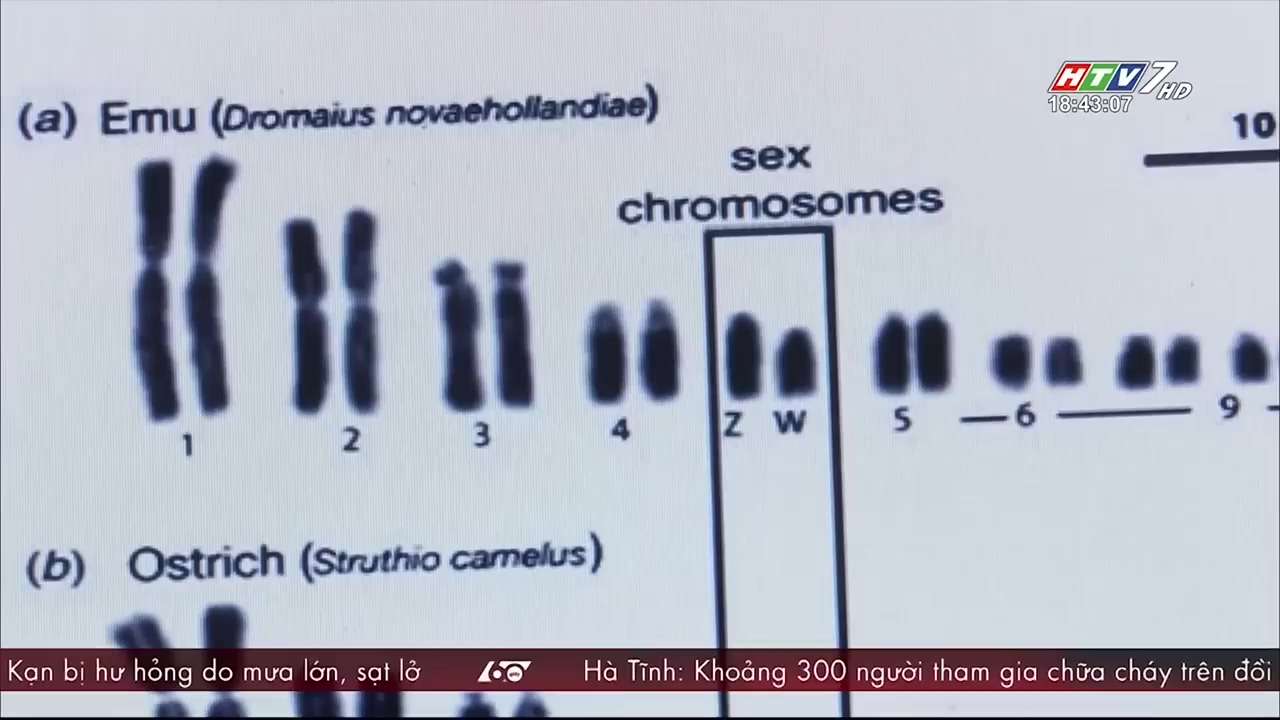 HTV7 HD
18:43:07
(a) Emu (Dromaius novaehollandiae)
10
sex
chromosomes
1 2 3 4 Z W 5 6 9
(b) Ostrich (Struthio camelus)
Kạn bị hư hỏng do mưa lớn, sạt lở 60 giây Hà Tĩnh: Khoảng 300 người tham gia chữa cháy trên đồi